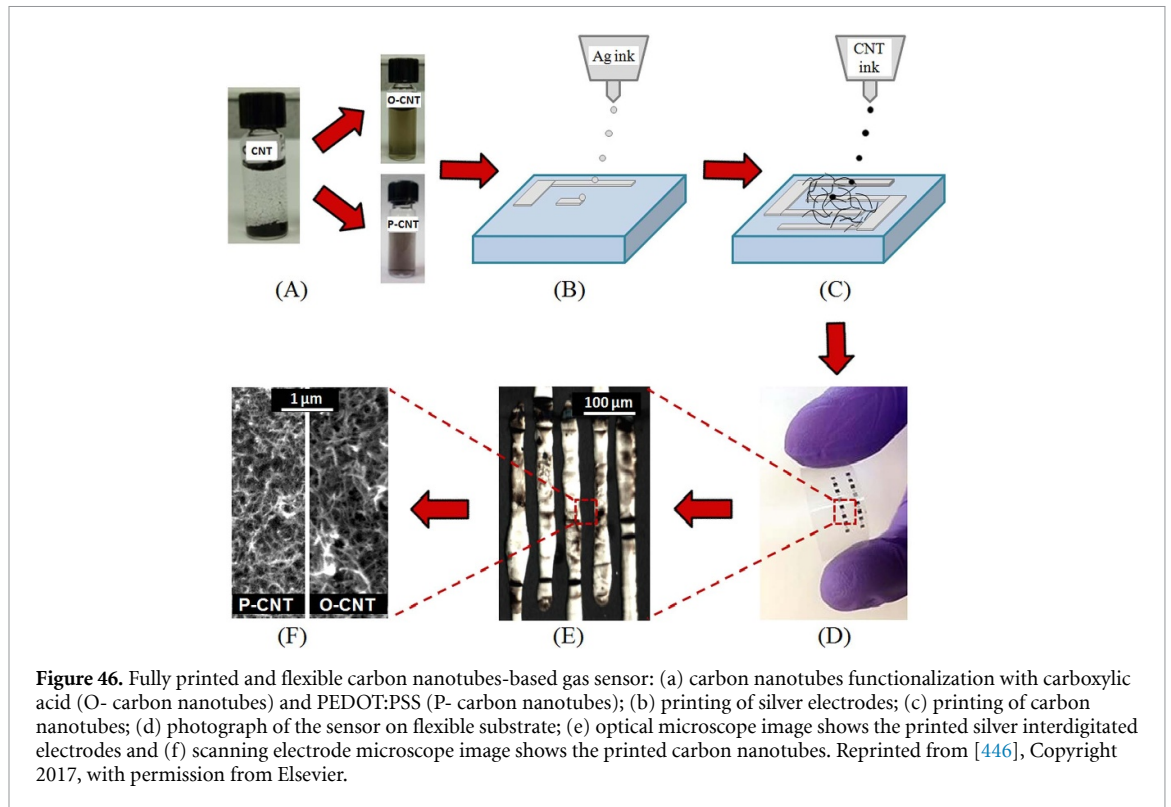 CNT
O-CNT
P-CNT
Ag ink
CNT
ink
(A)
(B)
(C)
1 µm
P-CNT
O-CNT
100 µm
(F)
(E)
(D)
Figure 46. Fully printed and flexible carbon nanotubes-based gas sensor: (a) carbon nanotubes functionalization with carboxylic
acid (O- carbon nanotubes) and PEDOT:PSS (P- carbon nanotubes); (b) printing of silver electrodes; (c) printing of carbon
nanotubes; (d) photograph of the sensor on flexible substrate; (e) optical microscope image shows the printed silver interdigitated
electrodes and (f) scanning electrode microscope image shows the printed carbon nanotubes. Reprinted from [446], Copyright
2017, with permission from Elsevier.